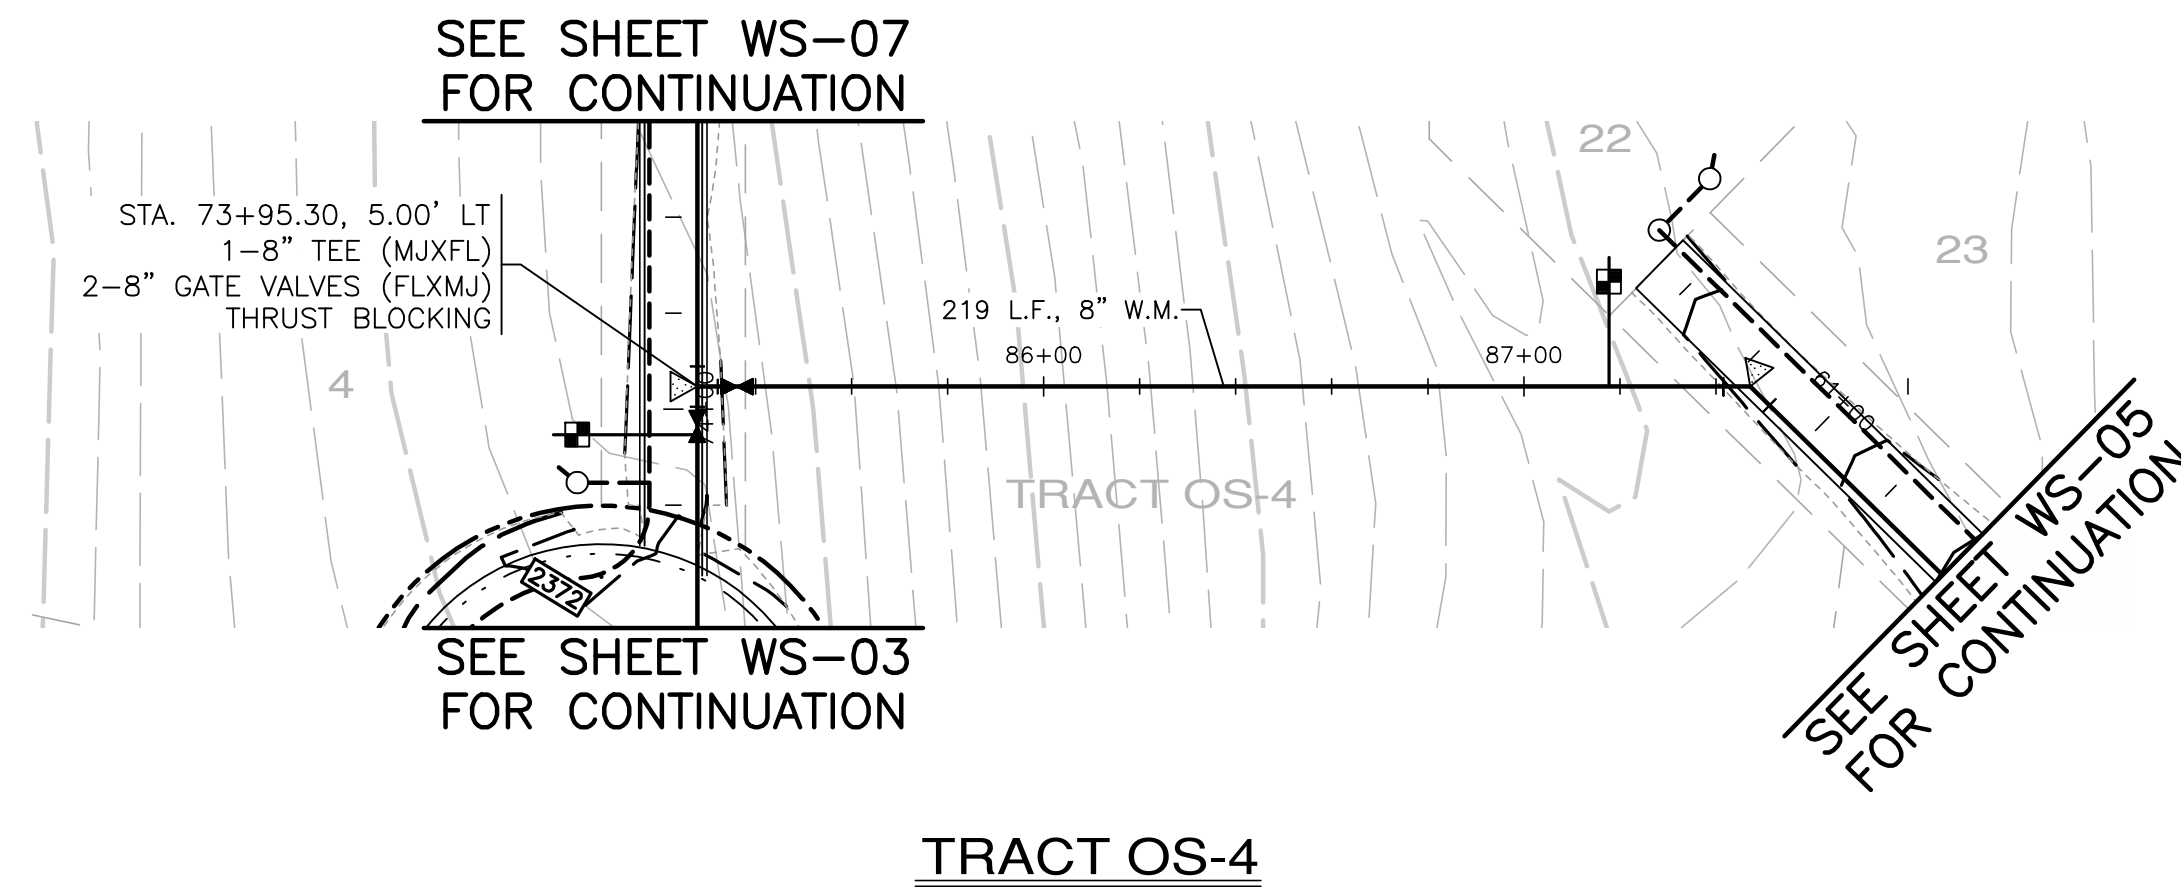 SEE SHEET WS-07
FOR CONTINUATION
22
STA. 73+95.30, 5.00' LT
1-8" TEE (MJXFL)
2-8" GATE VALVES (FLXMJ)
THRUST BLOCKING
23
219 L.F., 8" W.M.
86+00
87+00
4
81+00
TRACT OS-4
2372
SEE SHEET WS-03
FOR CONTINUATION
SEE SHEET WS-05
FOR CONTINUATION
TRACT OS-4